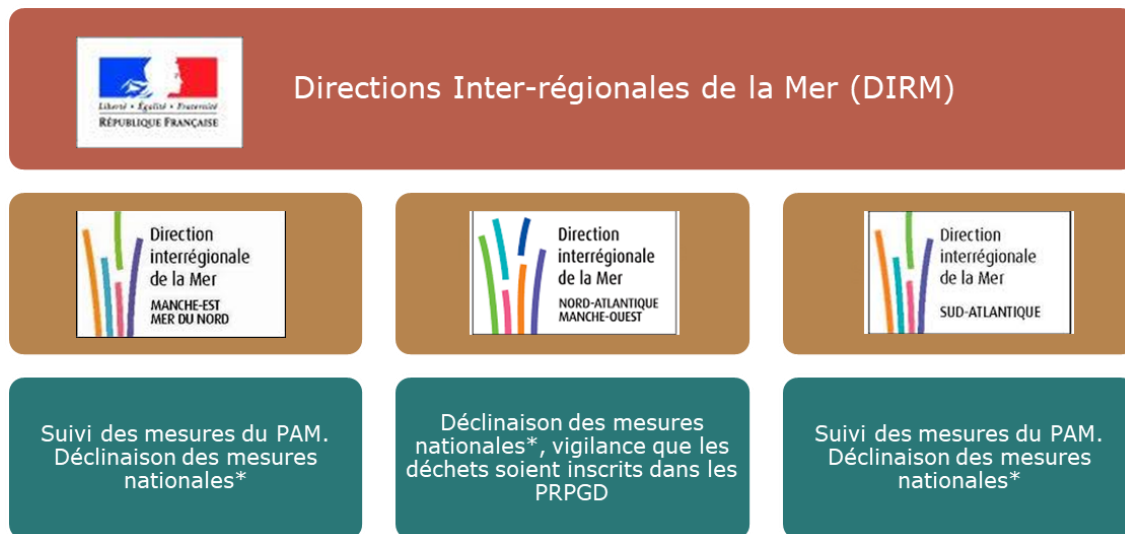 Directions Inter-régionales de la Mer (DIRM)
Liberté • Égalité • Fraternité
RÉPUBLIQUE FRANÇAISE
Direction
interrégionale
de la Mer
MANCHE-EST
MER DU NORD
Direction
interrégionale
de la Mer
NORD-ATLANTIQUE
MANCHE-OUEST
Direction
interrégionale
de la Mer
SUD-ATLANTIQUE
Suivi des mesures du PAM.
Déclinaison des mesures
nationales*
Déclinaison des mesures
nationales*, vigilance que les
déchets soient inscrits dans les
PRPGD
Suivi des mesures du PAM.
Déclinaison des mesures
nationales*